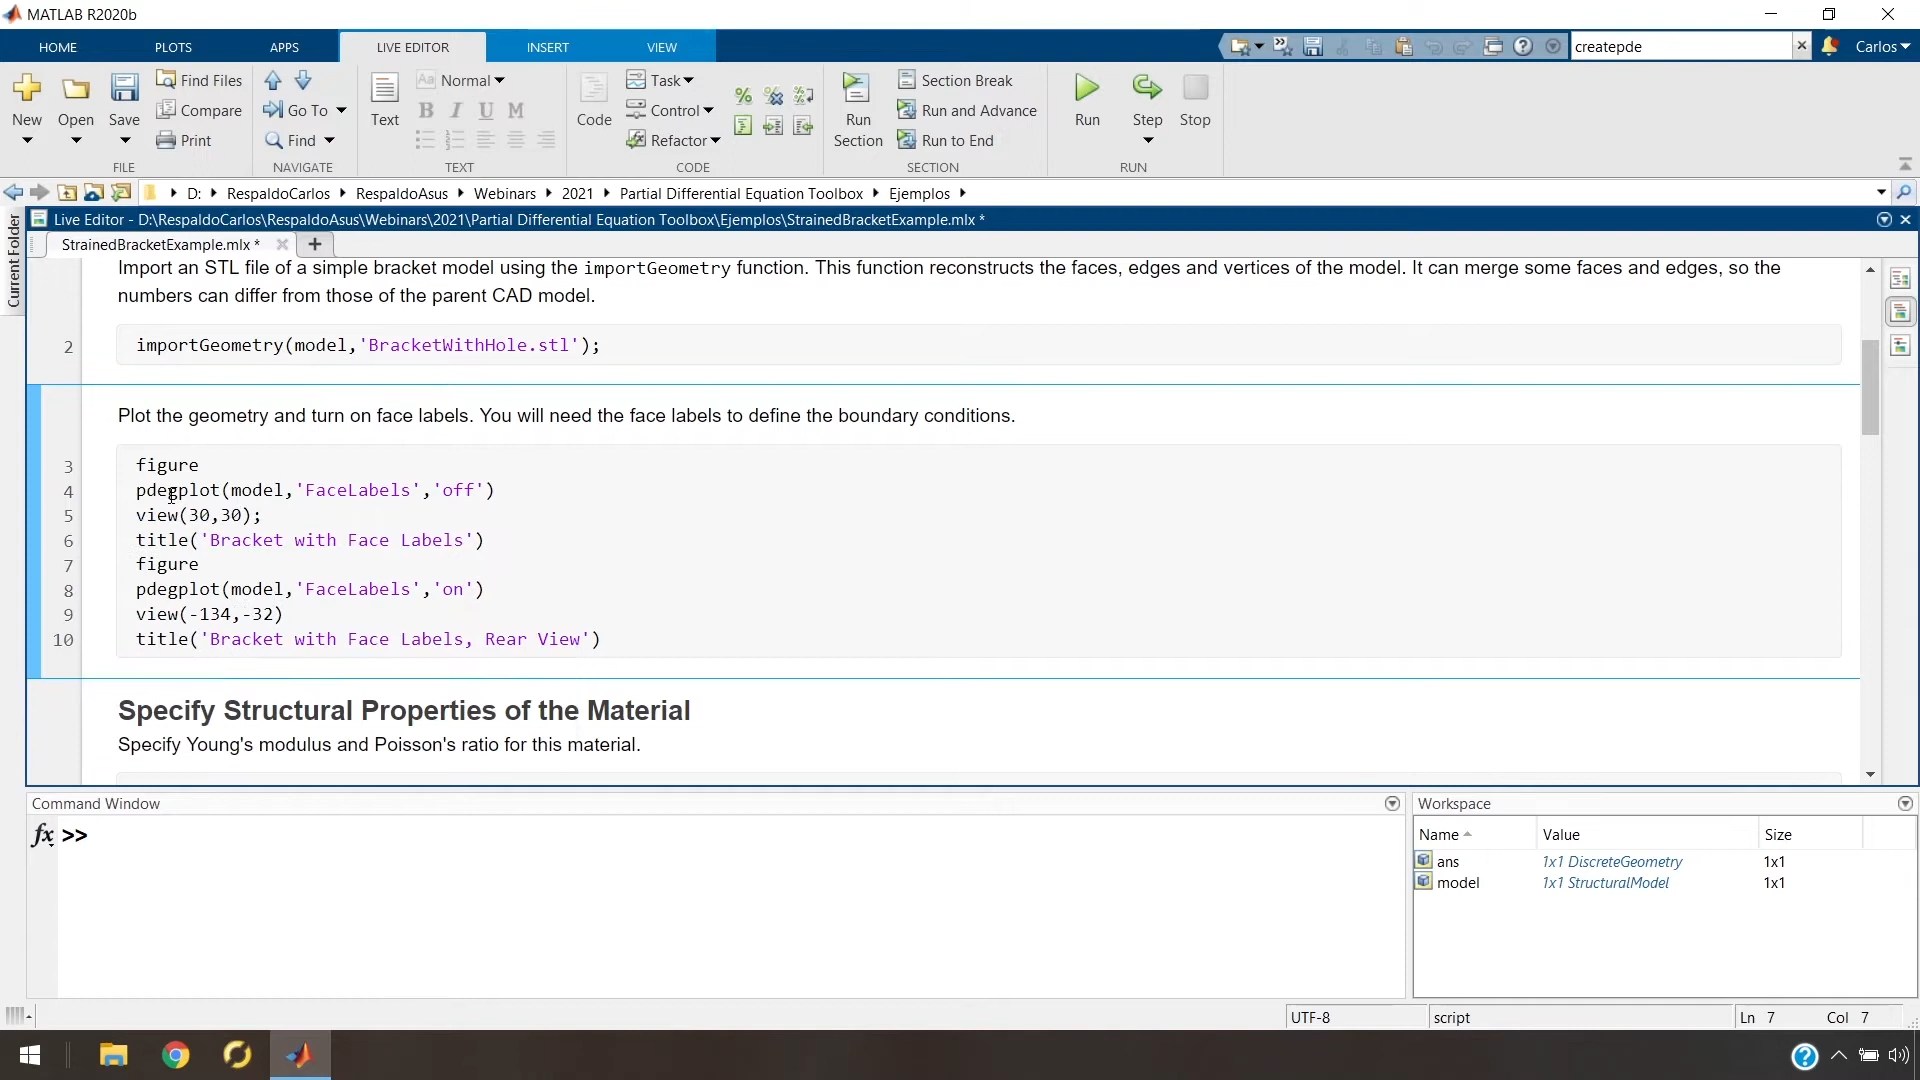 MATLAB R2020b
HOME PLOTS APPS LIVE EDITOR INSERT VIEW createpde Carlos
New Open Save Find Files Compare Print FILE
Go To Find NAVIGATE
Text Aa Normal B I U M TEXT
Code Task Control Refactor CODE
Run Section Section Break Run and Advance Run to End SECTION
Run Step Stop RUN
D: RespaldoCarlos RespaldoAsus Webinars 2021 Partial Differential Equation Toolbox Ejemplos
Current Folder
Live Editor - D:\RespaldoCarlos\RespaldoAsus\Webinars\2021\Partial Differential Equation Toolbox\Ejemplos\StrainedBracketExample.mlx *
StrainedBracketExample.mlx *
Import an STL file of a simple bracket model using the importGeometry function. This function reconstructs the faces, edges and vertices of the model. It can merge some faces and edges, so the
numbers can differ from those of the parent CAD model.
2 importGeometry(model,'BracketWithHole.stl');
Plot the geometry and turn on face labels. You will need the face labels to define the boundary conditions.
3 figure
4 pdegplot(model,'FaceLabels','off')
5 view(30,30);
6 title('Bracket with Face Labels')
7 figure
8 pdegplot(model,'FaceLabels','on')
9 view(-134,-32)
10 title('Bracket with Face Labels, Rear View')
Specify Structural Properties of the Material
Specify Young's modulus and Poisson's ratio for this material.
Command Window
fx >>
Workspace
Name Value Size
ans 1x1 DiscreteGeometry 1x1
model 1x1 StructuralModel 1x1
UTF-8 script Ln 7 Col 7